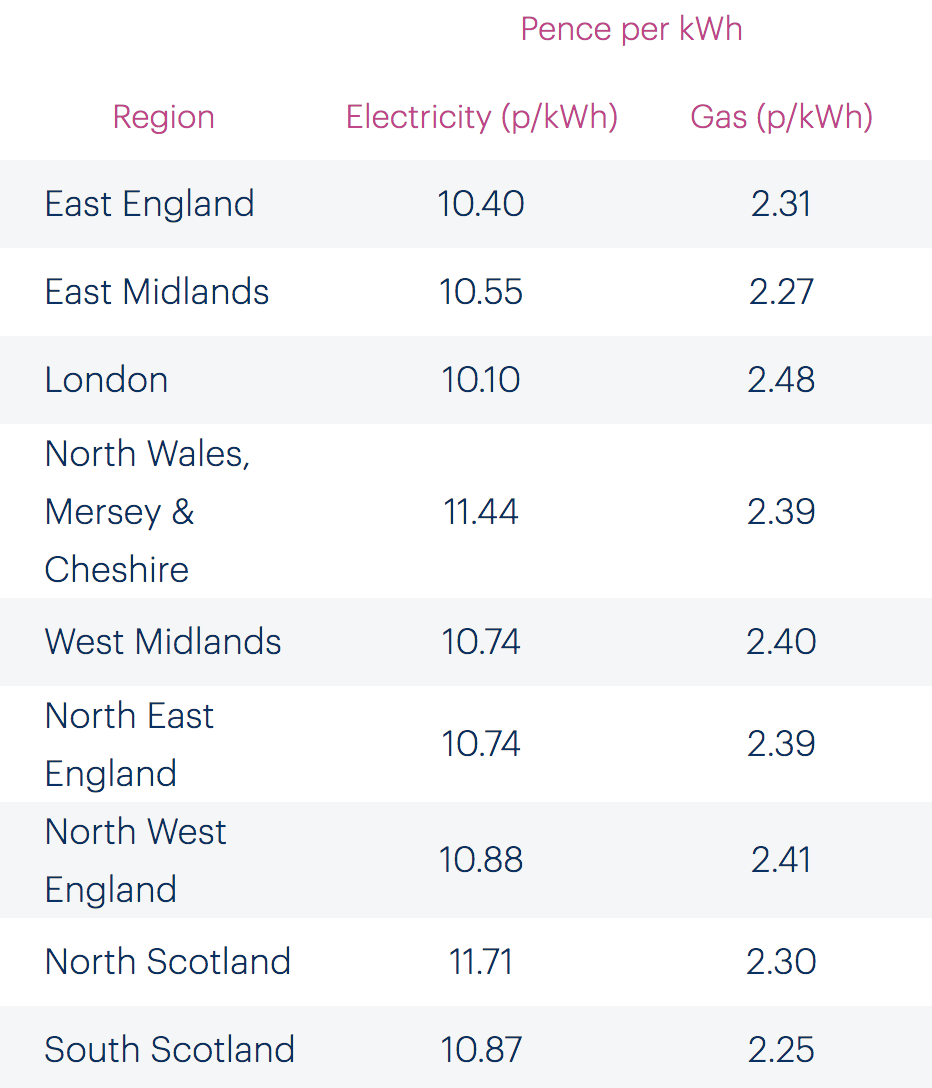 Pence per kWh
Region Electricity (p/kWh) Gas (p/kWh)
East England 10.40 2.31
East Midlands 10.55 2.27
London 10.10 2.48
North Wales,
Mersey & 11.44 2.39
Cheshire
West Midlands 10.74 2.40
North East
England
10.74 2.39
North West
England
10.88 2.41
North Scotland 11.71 2.30
South Scotland 10.87 2.25